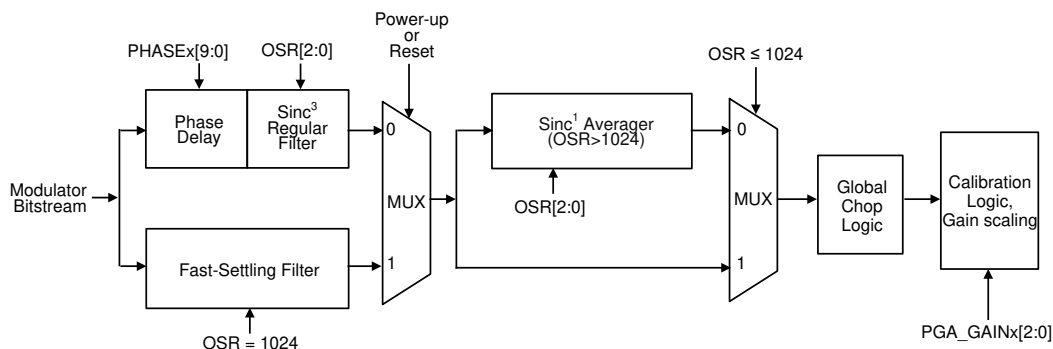 Power-up
or
Reset
PHASEx[9:0]
OSR[2:0]
OSR ≤ 1024
Phase
Delay
Sinc³
Regular
Filter
0
Sinc¹ Averager
(OSR>1024)
0
Modulator
Bitstream
MUX
OSR[2:0]
MUX
Global
Chop
Logic
Calibration
Logic,
Gain scaling
Fast-Settling Filter
1
1
OSR = 1024
PGA_GAINx[2:0]